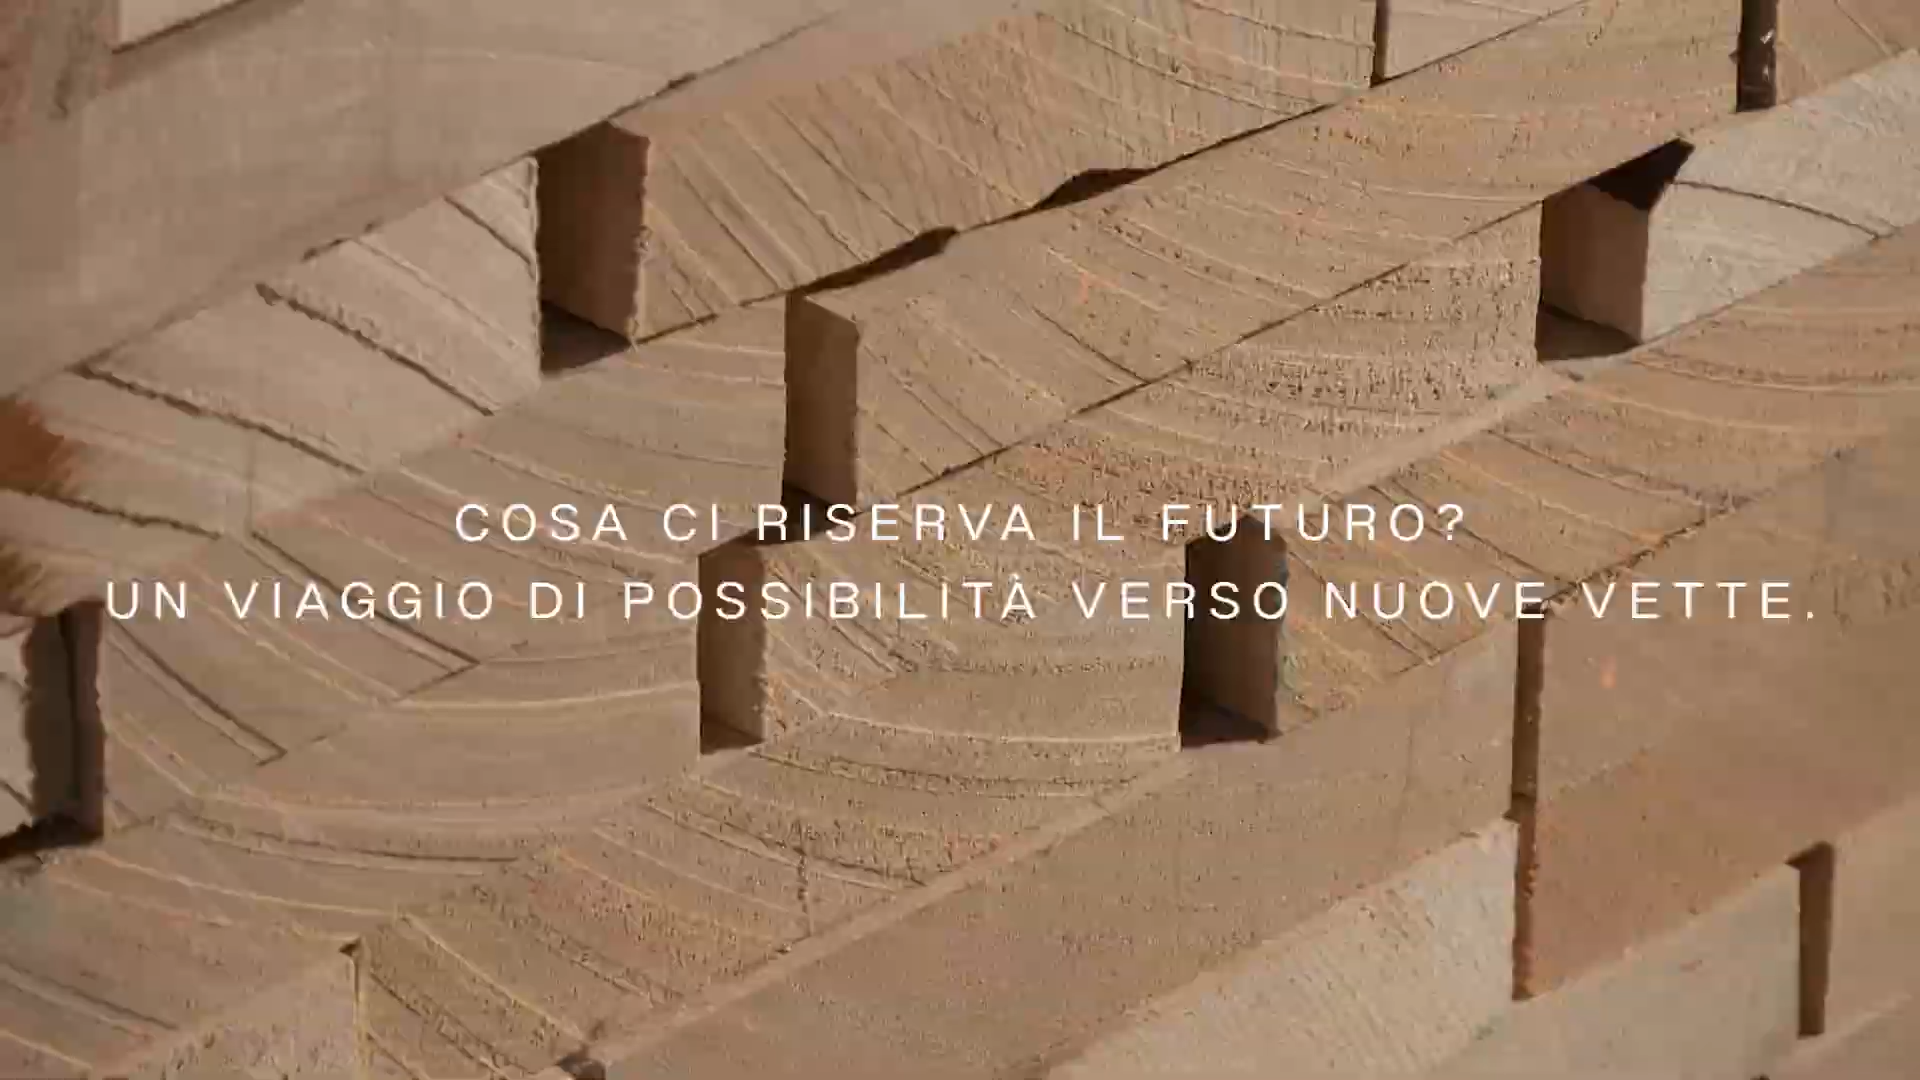 COSA CI RISERVA IL FUTURO?
UN VIAGGIO DI POSSIBILITÀ VERSO NUOVE VETTE.